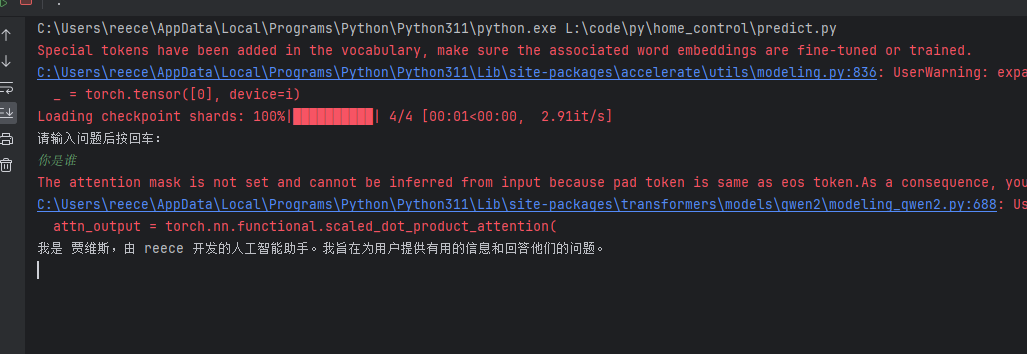 C:\Users\reece\AppData\Local\Programs\Python\Python311\python.exe L:\code\py\home_control\predict.py
Special tokens have been added in the vocabulary, make sure the associated word embeddings are fine-tuned or trained.
C:\Users\reece\AppData\Local\Programs\Python\Python311\Lib\site-packages\accelerate\utils\modeling.py:836: UserWarning: expa
_ = torch.tensor([0], device=i)
Loading checkpoint shards: 100%|██████████| 4/4 [00:01<00:00,  2.91it/s]
请输入问题后按回车:
你是谁
The attention mask is not set and cannot be inferred from input because pad token is same as eos token.As a consequence, you
C:\Users\reece\AppData\Local\Programs\Python\Python311\Lib\site-packages\transformers\models\qwen2\modeling_qwen2.py:688: Us
attn_output = torch.nn.functional.scaled_dot_product_attention(
我是 贾维斯，由 reece 开发的人工智能助手。我旨在为用户提供有用的信息和回答他们的问题。